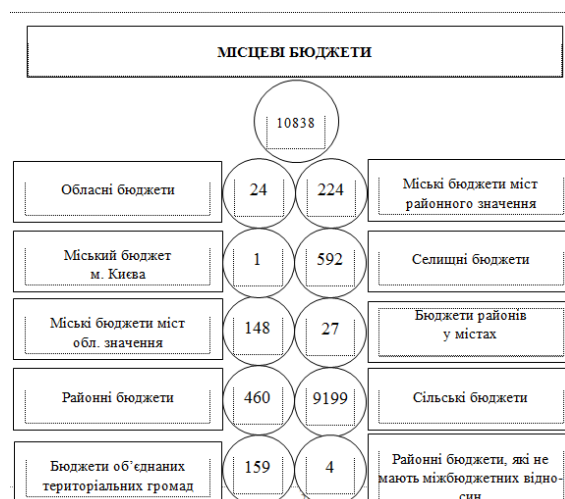 МІСЦЕВІ БЮДЖЕТИ
10838
Обласні бюджети
24
224
Міські бюджети міст
районного значення
Міський бюджет
м. Києва
1
592
Селищні бюджети
Міські бюджети міст
обл. значення
148
27
Бюджети районів
у містах
Районні бюджети
460
9199
Сільські бюджети
Бюджети об’єднаних
територіальних громад
159
4
Районні бюджети, які не
мають міжбюджетних відно-
син